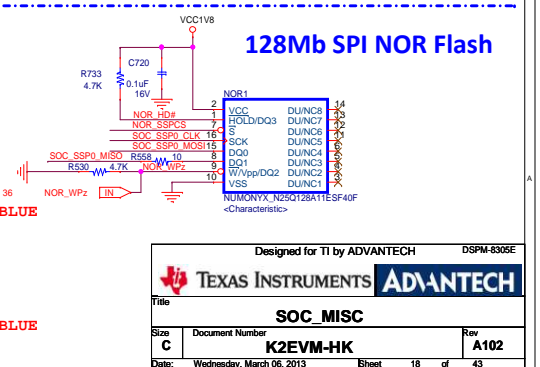 VCC1V8
128Mb SPI NOR Flash
R733
4.7K
C720
0.1uF
16V
NOR1
NOR_HD#
NOR_SSPCS
SOC_SSP0_CLK
SOC_SSP0_MOSI
SOC_SSP0_MISO
R558
10
R530
4.7K
NOR_WPz
36
NOR_WPz
IN
2
1
7
16
15
8
9
10
VCC
HOLD/DQ3
S
SCK
DQ0
DQ1
W/Vpp/DQ2
VSS
DU/NC8
DU/NC7
DU/NC6
DU/NC5
DU/NC4
DU/NC3
DU/NC2
DU/NC1
14
13
12
11
6
5
4
3
NUMONYX_N25Q128A11ESF40F
<Characteristic>
A
BLUE
BLUE
Designed for TI by ADVANTECH
DSPM-8305E
TEXAS INSTRUMENTS
ADVANTECH
Title
SOC_MISC
Size
C
Document Number
K2EVM-HK
Rev
A102
Date:
Wednesday, March 06, 2013
Sheet
18
of
43